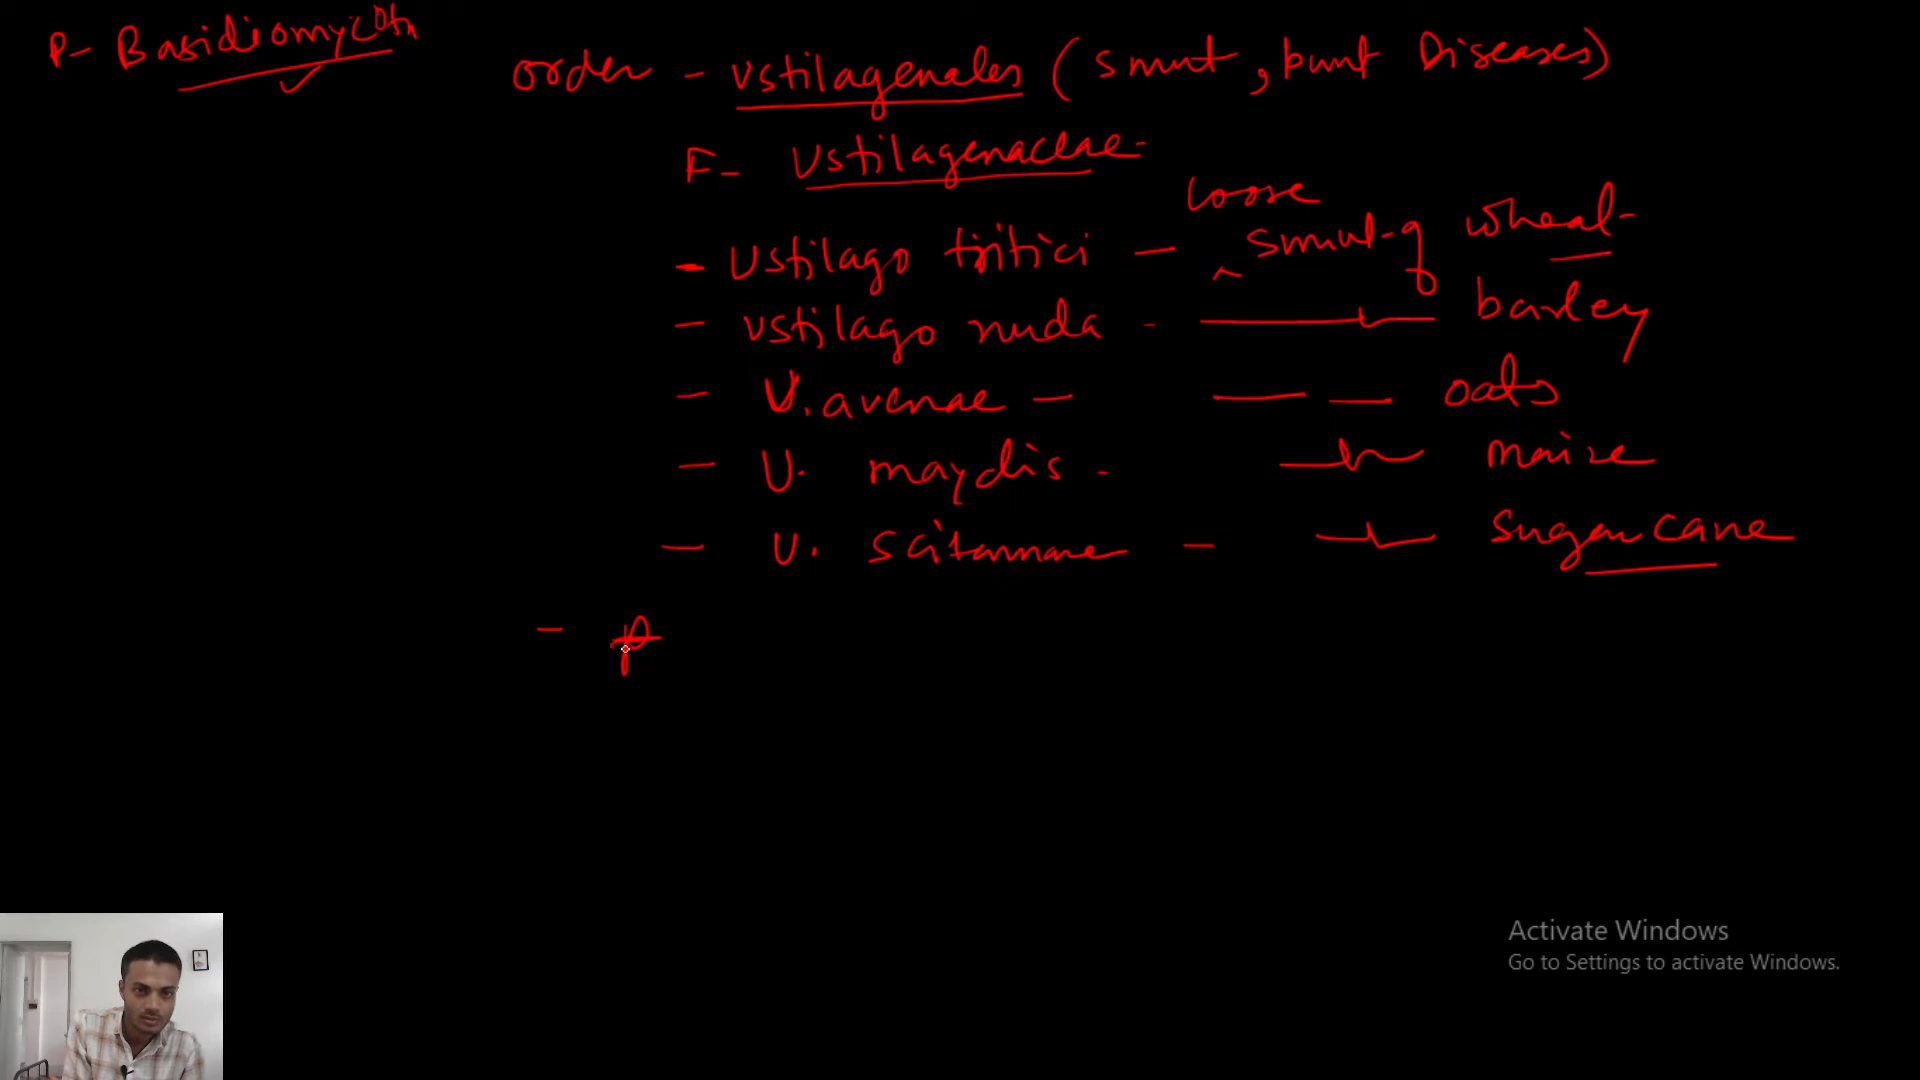 P- Basidiomycota
order - Ustilagenales (smut, bunt Diseases)
F- Ustilagenaceae
- Ustilago tritici - loose smut of wheat
- Ustilago nuda - barley
- U. avenae - oats
- U. maydis - maize
- U. scitaminae - sugarcane
-
Activate Windows
Go to Settings to activate Windows.